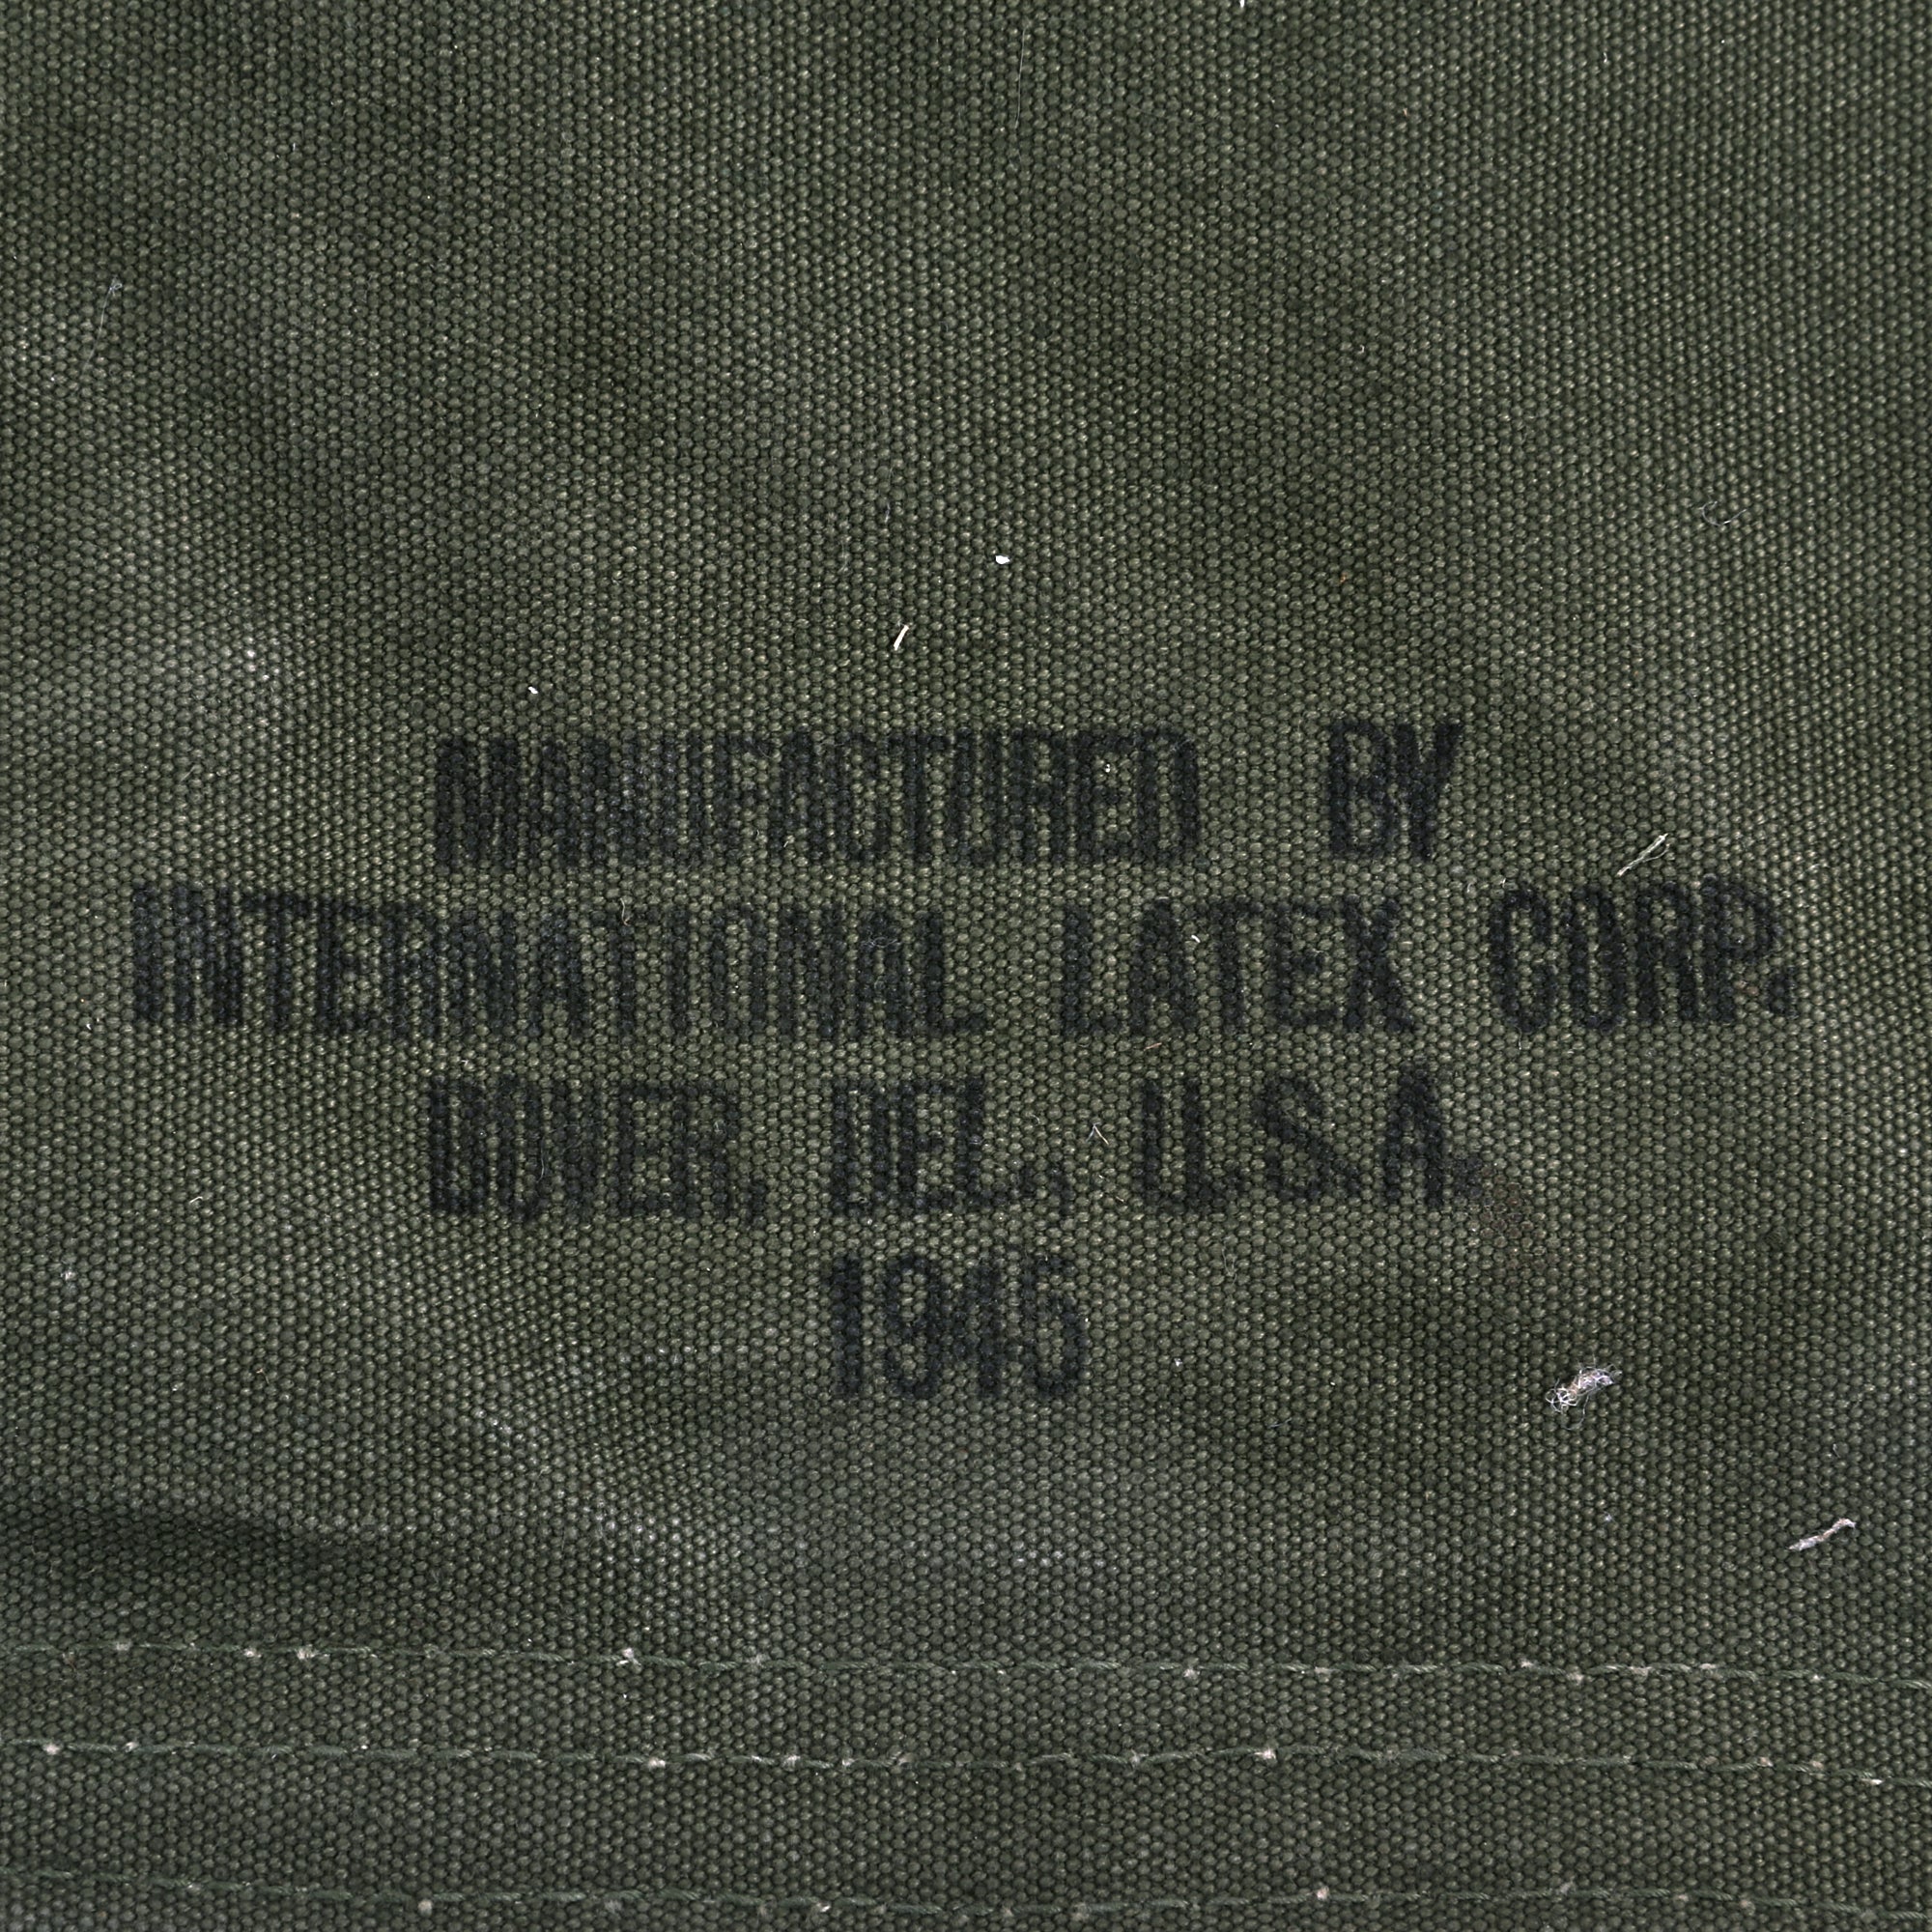 MANUFACTURED BY
INTERNATIONAL LATEX CORP.
DOVER, DEL., U.S.A.
1945